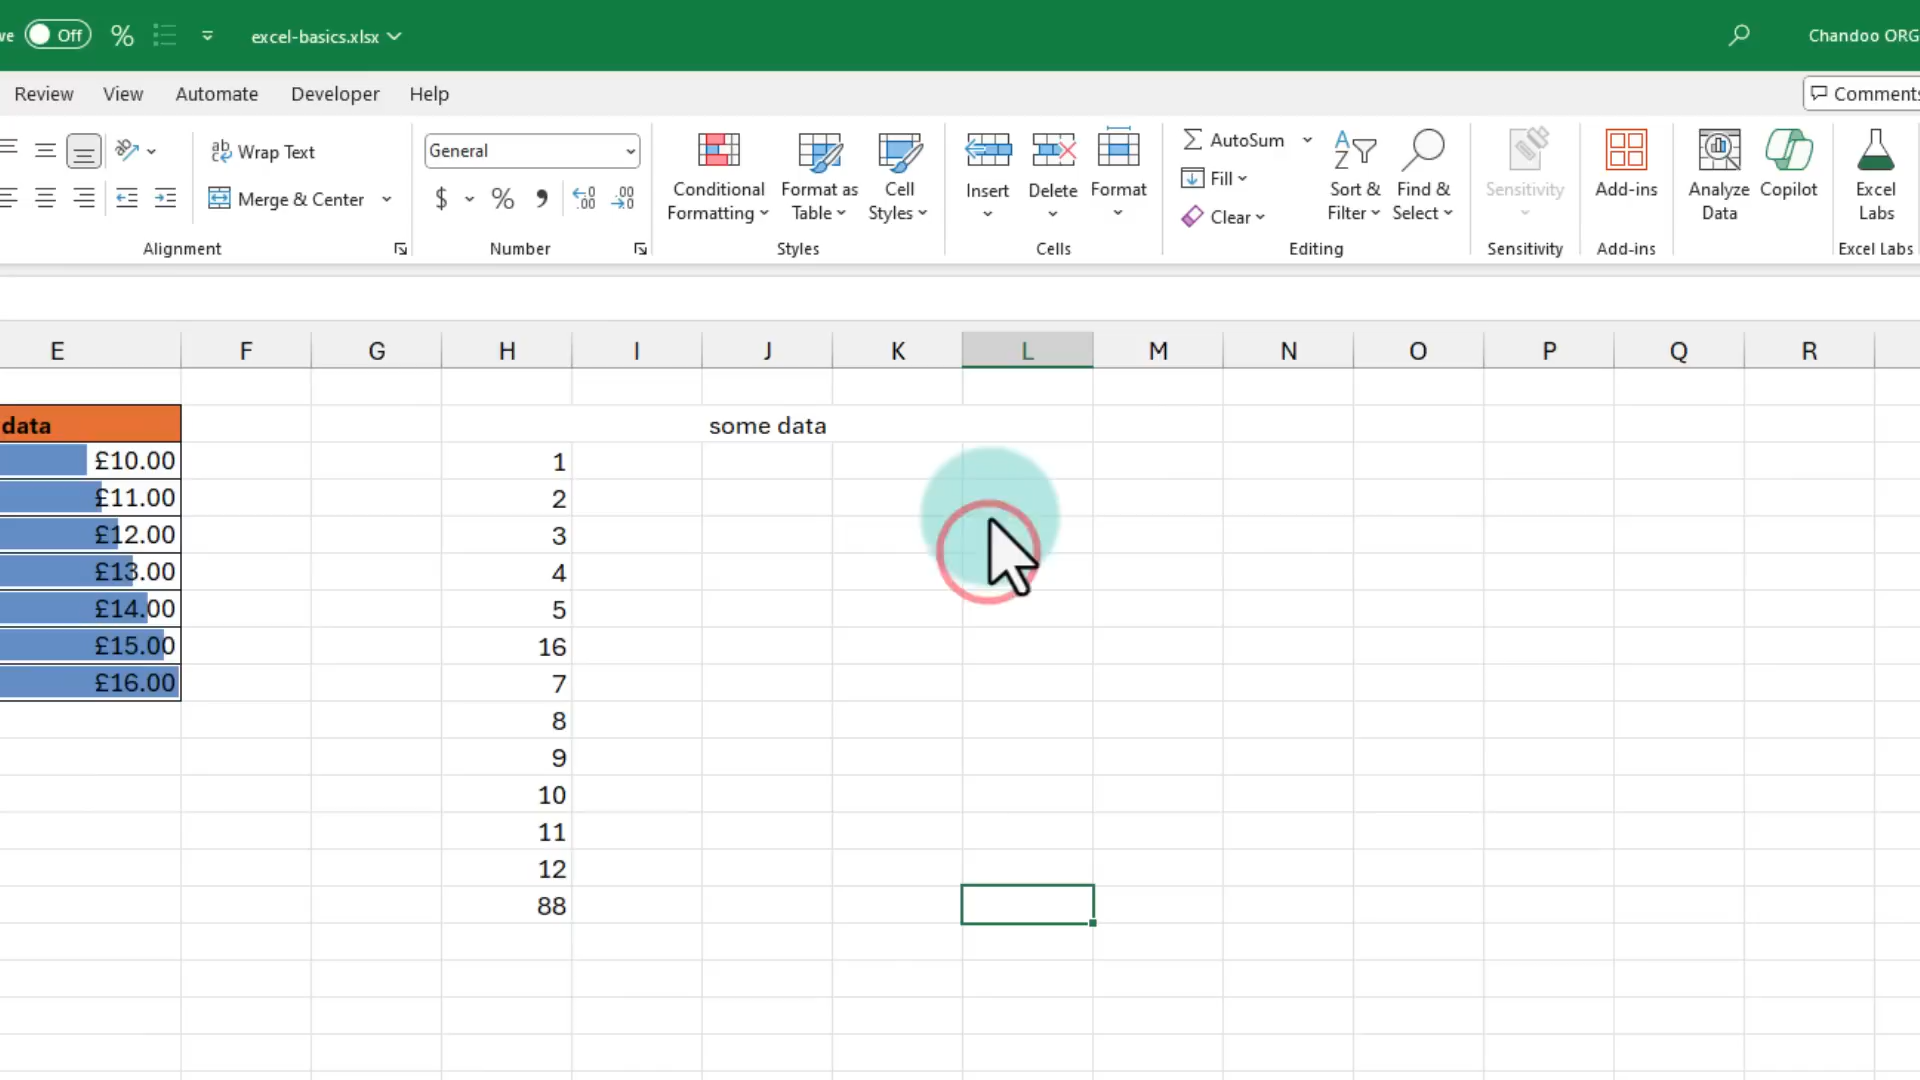 ve Off % excel-basics.xlsx Chandoo ORG
Review View Automate Developer Help Comments
ab Wrap Text General AutoSum
Fill
Merge & Center $ % , Clear
Conditional Formatting
Format as Table
Cell Styles
Insert
Delete
Format
Sort & Filter
Find & Select
Sensitivity
Add-ins
Analyze Data
Copilot
Excel Labs
Alignment Number Styles Cells Editing Sensitivity Add-ins Excel Labs
E F G H I J K L M N O P Q R
data some data
£10.00 1
£11.00 2
£12.00 3
£13.00 4
£14.00 5
£15.00 16
£16.00 7
8
9
10
11
12
88